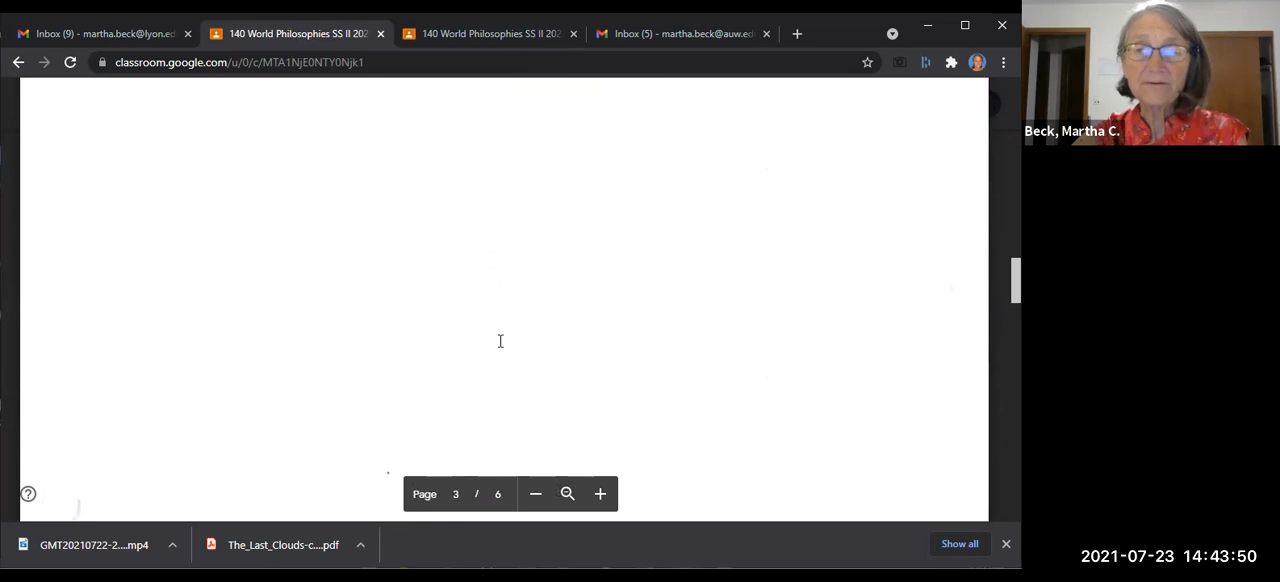 Inbox (9) - martha.beck@lyon.ed
140 World Philosophies SS II 202
140 World Philosophies SS II 202
Inbox (5) - martha.beck@auw.ed
classroom.google.com/u/0/c/MTA1NjE0NTY0Njk1
Beck, Martha C.
Page 3 / 6
GMT20210722-2....mp4
The_Last_Clouds-c....pdf
Show all
2021-07-23 14:43:50